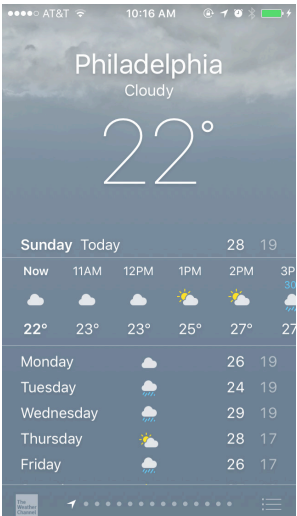 AT&T 10:16 AM
Philadelphia
Cloudy
22°
Sunday Today 28 19
Now 11AM 12PM 1PM 2PM 3P
30
22° 23° 23° 25° 27° 27
Monday 26 19
Tuesday 24 19
Wednesday 29 19
Thursday 28 17
Friday 26 17
The
Weather
Channel